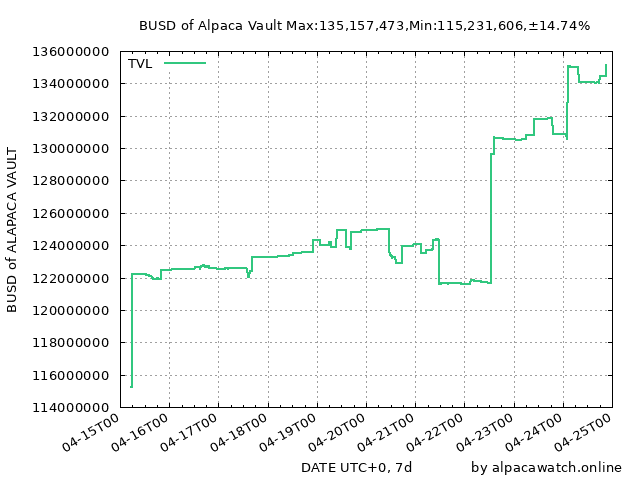 BUSD of Alpaca Vault Max:135,157,473,Min:115,231,606,±14.74%
TVL
136000000
134000000
132000000
130000000
128000000
126000000
124000000
122000000
120000000
118000000
116000000
114000000
BUSD of ALAPACA VAULT
04-15T00
04-16T00
04-17T00
04-18T00
04-19T00
04-20T00
04-21T00
04-22T00
04-23T00
04-24T00
04-25T00
DATE UTC+0, 7d
by alpacawatch.online